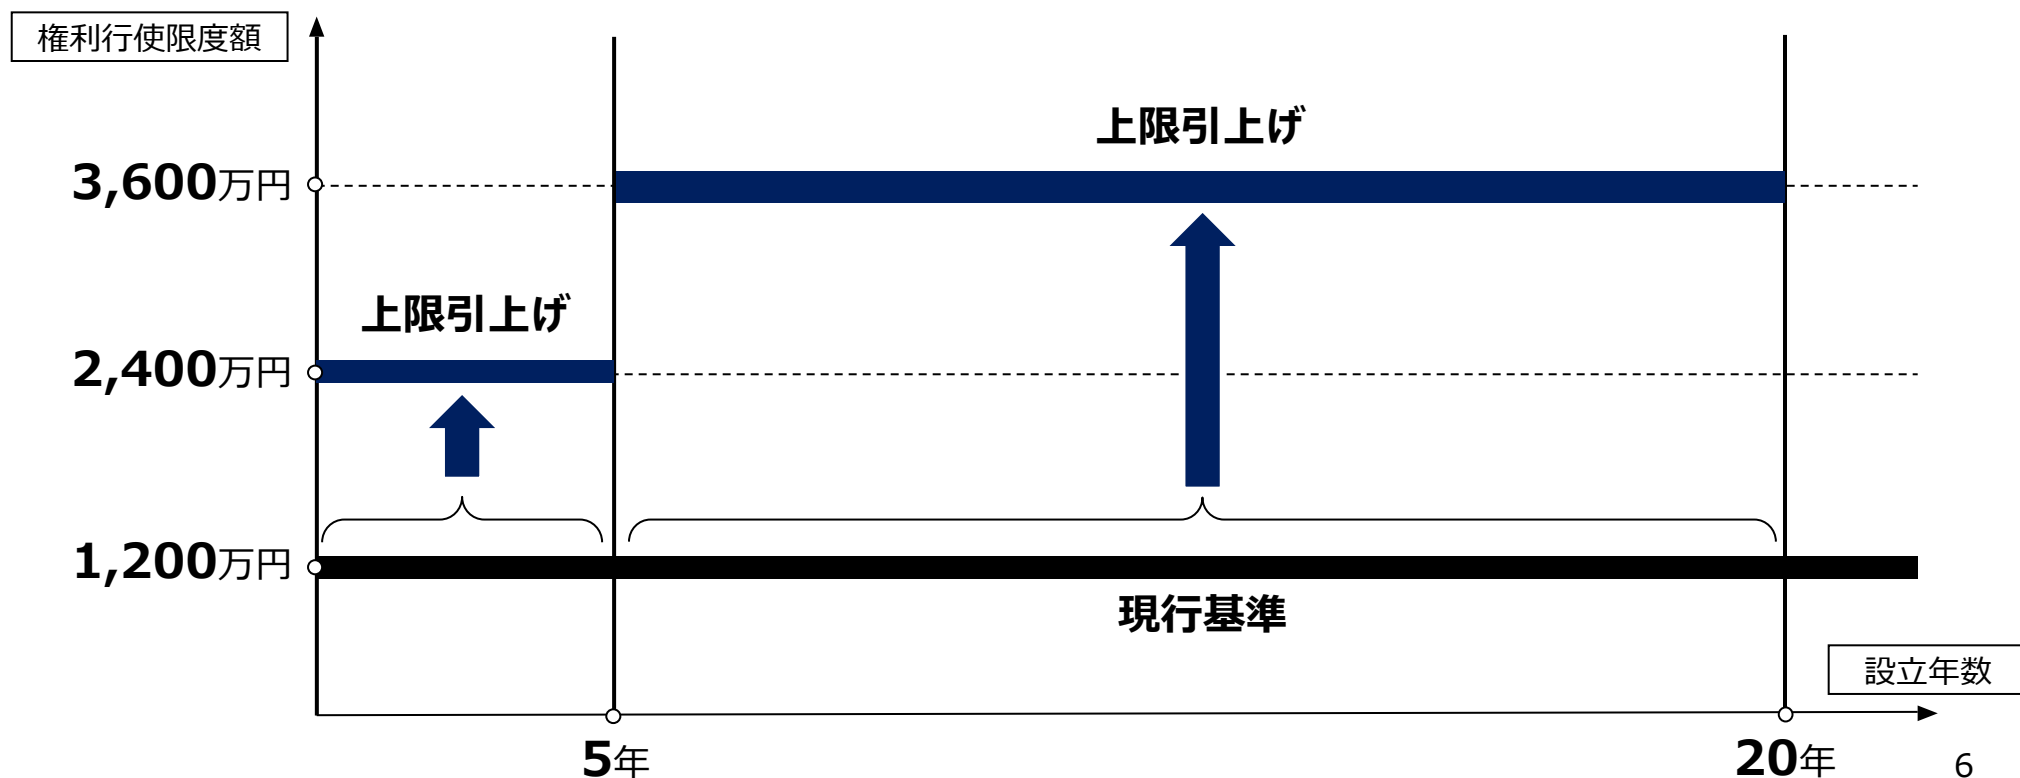 権利行使限度額
上限引上げ
3,600万円
上限引上げ
2,400万円
1,200万円
現行基準
設立年数
5年
20年
6